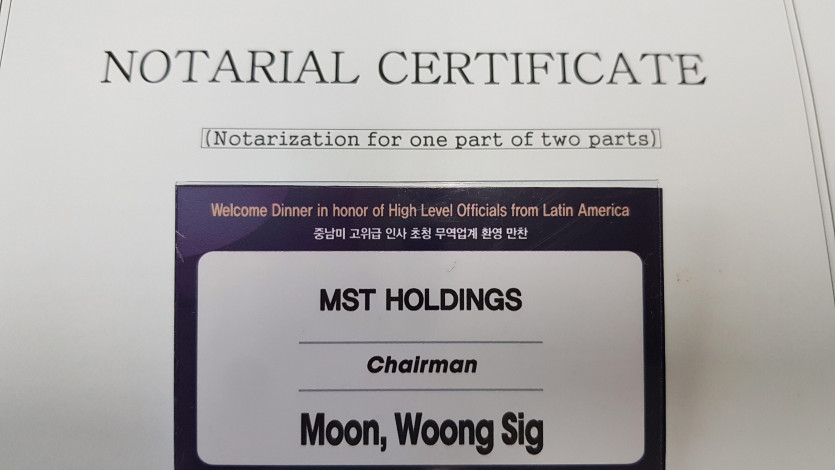 NOTARIAL CERTIFICATE
(Notarization for one part of two parts)
Welcome Dinner in honor of High Level Officials from Latin America
중남미 고위급 인사 초청 무역업계 환영 만찬
MST HOLDINGS
Chairman
Moon, Woong Sig